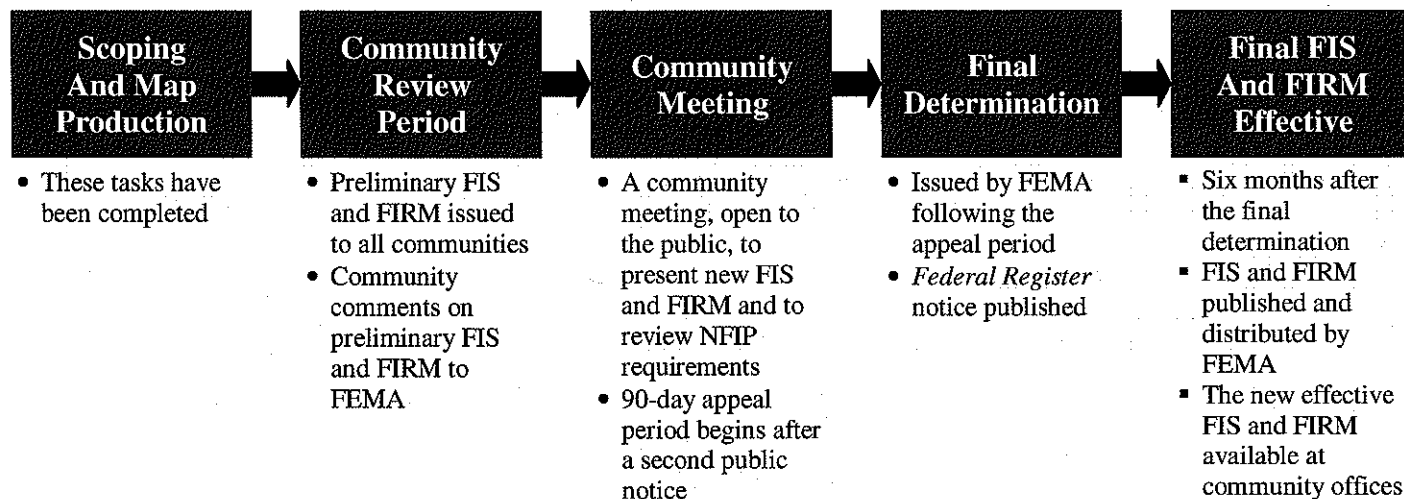 Scoping
And Map
Production
• These tasks have
been completed
Community
Review
Period
• Preliminary FIS
and FIRM issued
to all communities
• Community
comments on
preliminary FIS
and FIRM to
FEMA
Community
Meeting
• A community
meeting, open to
the public, to
present new FIS
and FIRM and to
review NFIP
requirements
• 90-day appeal
period begins after
a second public
notice
Final
Determination
• Issued by FEMA
following the
appeal period
• Federal Register
notice published
Final FIS
And FIRM
Effective
▪ Six months after
the final
determination
▪ FIS and FIRM
published and
distributed by
FEMA
▪ The new effective
FIS and FIRM
available at
community offices